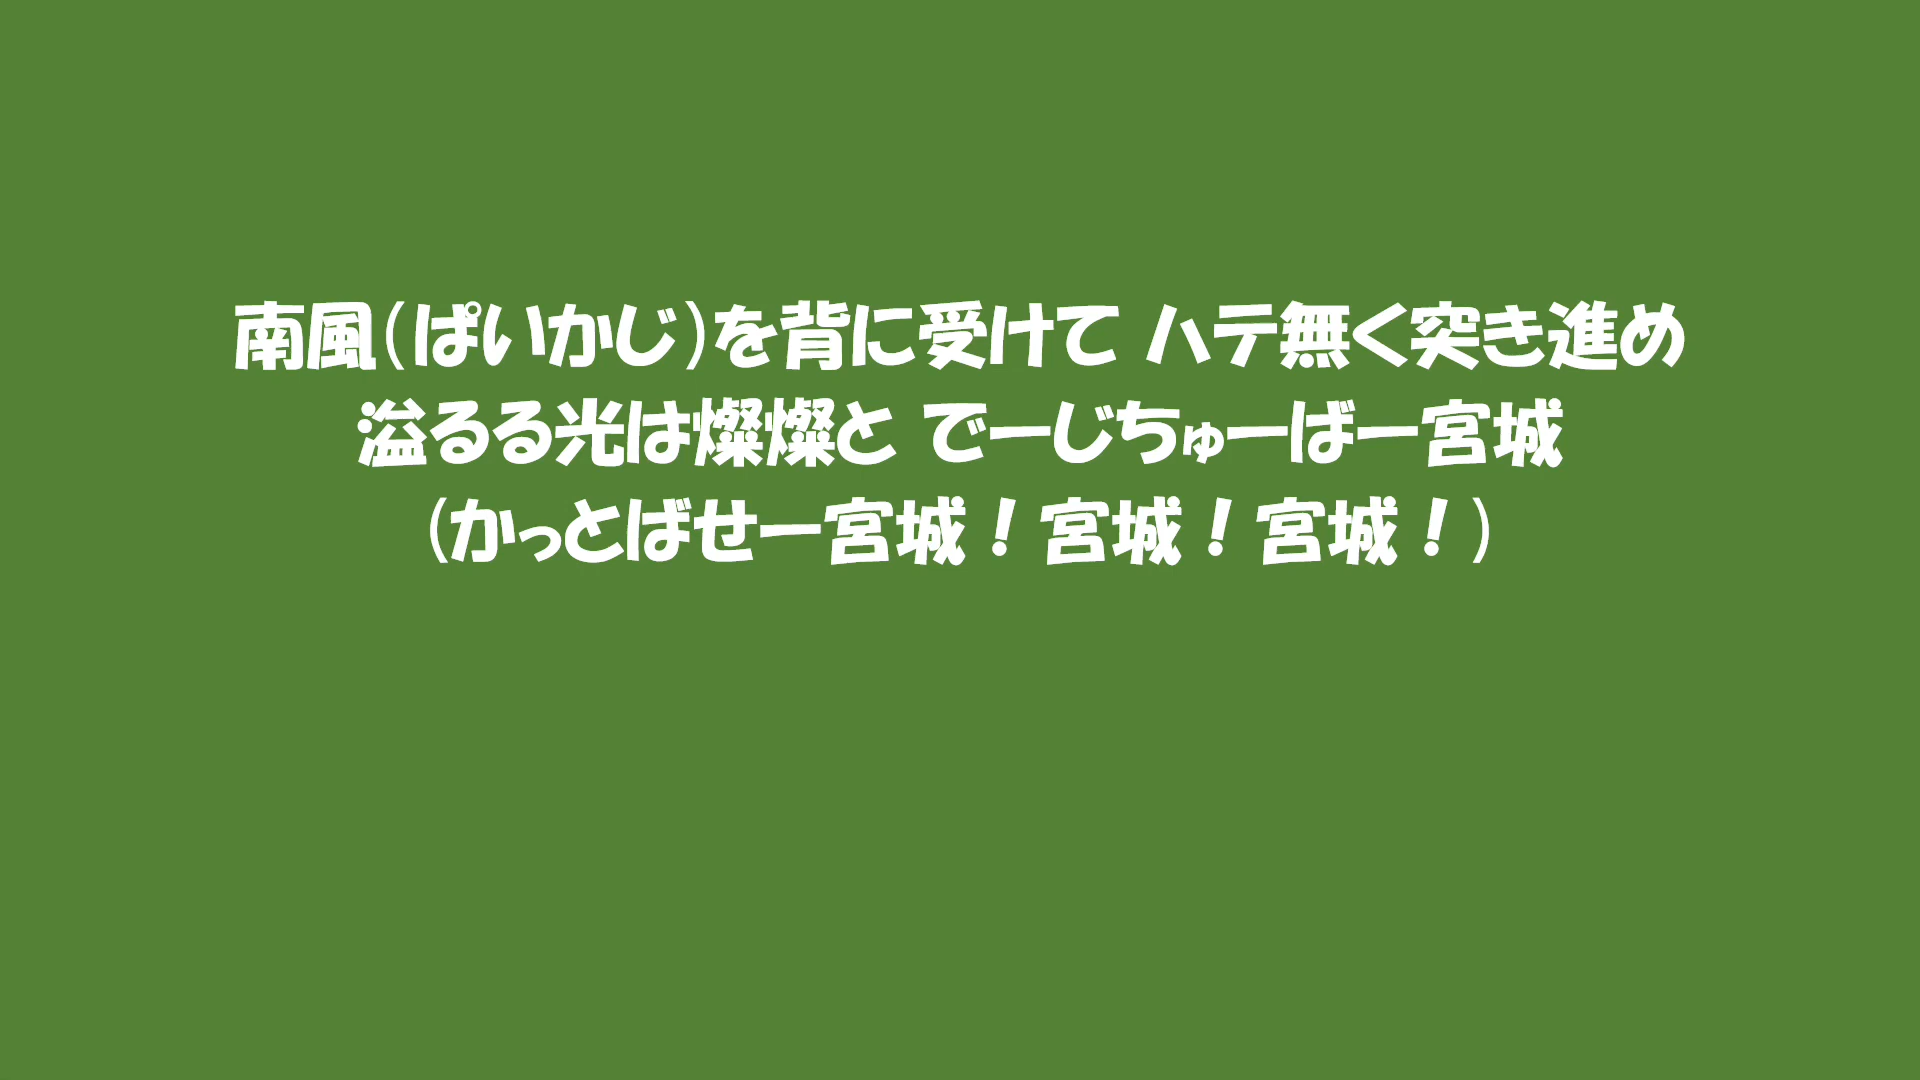 南風(ぱいかじ)を背に受けて ハテ無く突き進め
溢るる光は燦燦と でーじちゅーばー宮城
(かっとばせー宮城！宮城！宮城！)